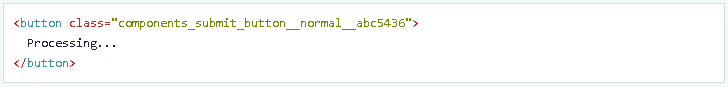 <button class="components_submit_button__normal__abc5436">
  Processing...
</button>